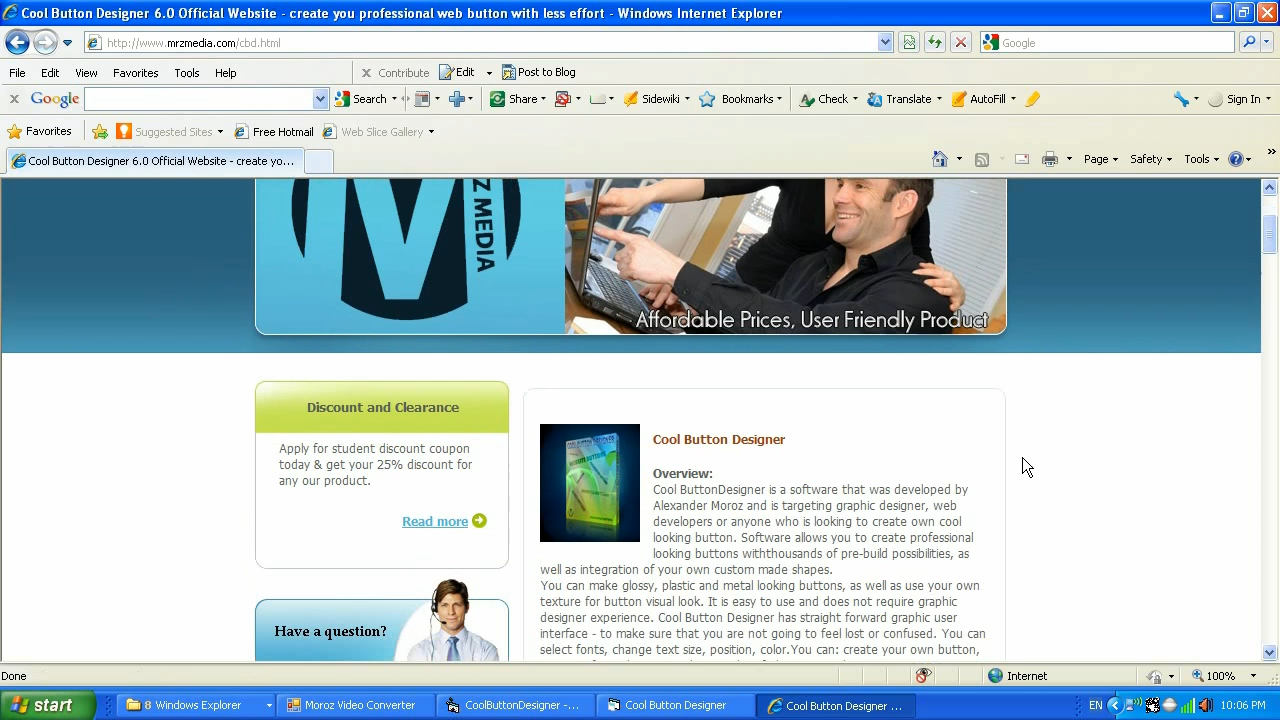 Cool Button Designer 6.0 Official Website - create you professional web button with less effort - Windows Internet Explorer
http://www.mrzmedia.com/cbd.html
Google
File Edit View Favorites Tools Help
Contribute Edit Post to Blog
Google Search Share Sidewiki Bookmarks Check Translate AutoFill Sign In
Favorites Suggested Sites Free Hotmail Web Slice Gallery
Cool Button Designer 6.0 Official Website - create yo...
Page Safety Tools
Z MEDIA
Affordable Prices, User Friendly Product
Discount and Clearance
Apply for student discount coupon
today & get your 25% discount for
any our product.
Read more
Have a question?
Cool Button Designer
Overview:
Cool ButtonDesigner is a software that was developed by
Alexander Moroz and is targeting graphic designer, web
developers or anyone who is looking to create own cool
looking button. Software allows you to create professional
looking buttons withthousands of pre-build possibilities, as
well as integration of your own custom made shapes.
You can make glossy, plastic and metal looking buttons, as well as use your own
texture for button visual look. It is easy to use and does not require graphic
designer experience. Cool Button Designer has straight forward graphic user
interface - to make sure that you are not going to feel lost or confused. You can
select fonts, change text size, position, color.You can: create your own button,
Done
Internet
100%
start
8 Windows Explorer
Moroz Video Converter
CoolButtonDesigner -...
Cool Button Designer
Cool Button Designer ...
EN
10:06 PM